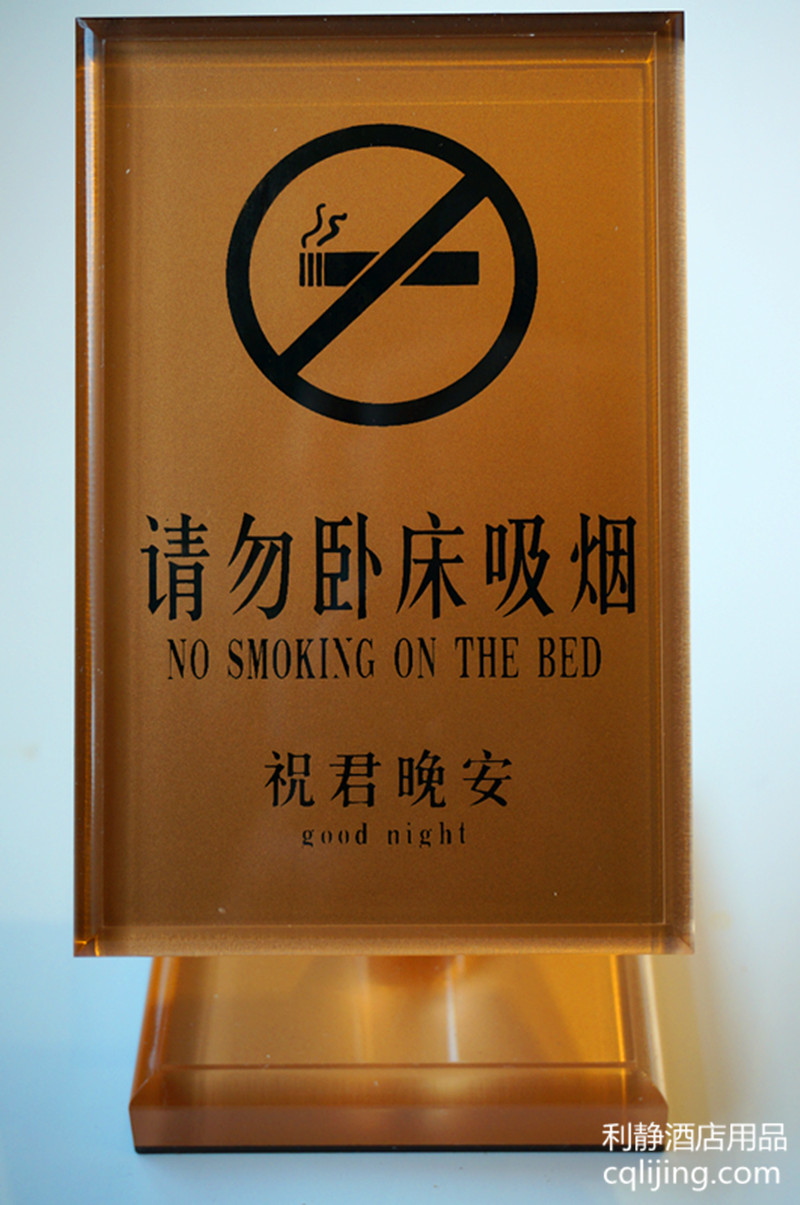 请勿卧床吸烟
NO SMOKING ON THE BED
祝君晚安
good night
利静酒店用品
cqlijing.com